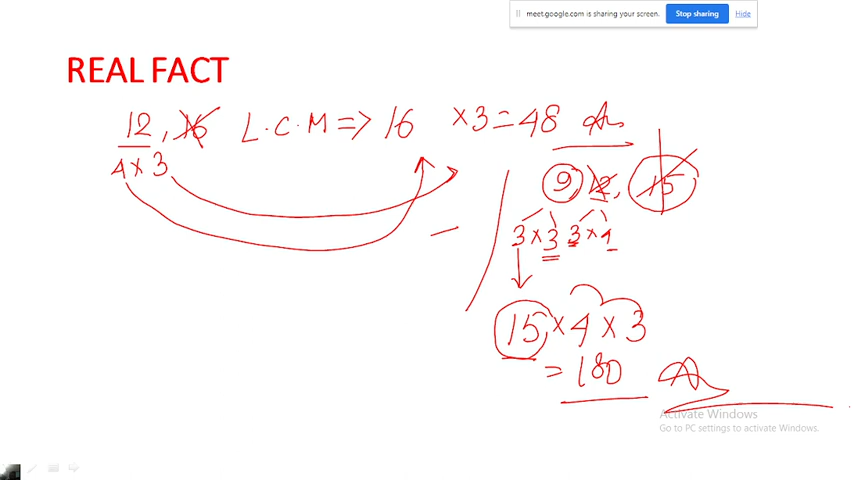 meet.google.com is sharing your screen. Stop sharing Hide
REAL FACT
12, 16 L.C.M => 16 ×3 = 48 A
4×3
9, 12, 15
3×3 3×4
15×4×3
= 180 A
Activate Windows
Go to PC settings to activate Windows.